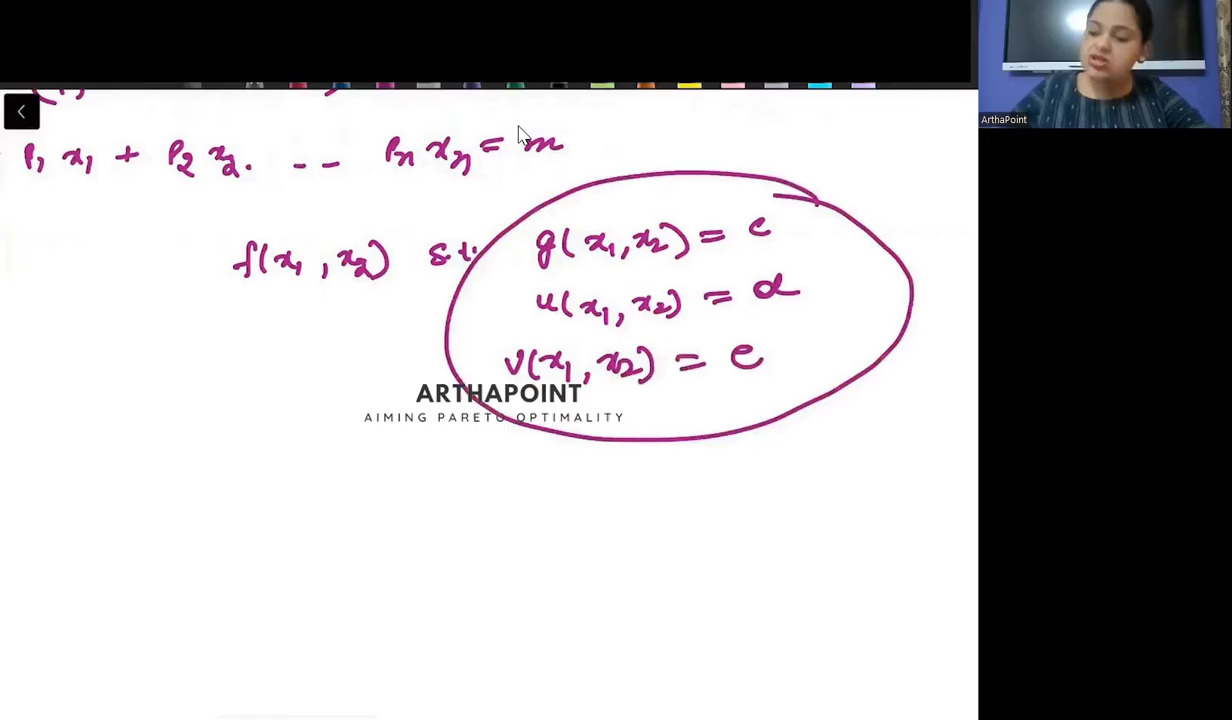 P₁ x₁ + P₂ x₂. -- Pₙ xₙ = m
g(x₁, x₂) = c
f(x₁, x₂) s.t.
u(x₁, x₂) = d
v(x₁, x₂) = e
ARTHAPOINT
AIMING PARETO OPTIMALITY
ArthaPoint